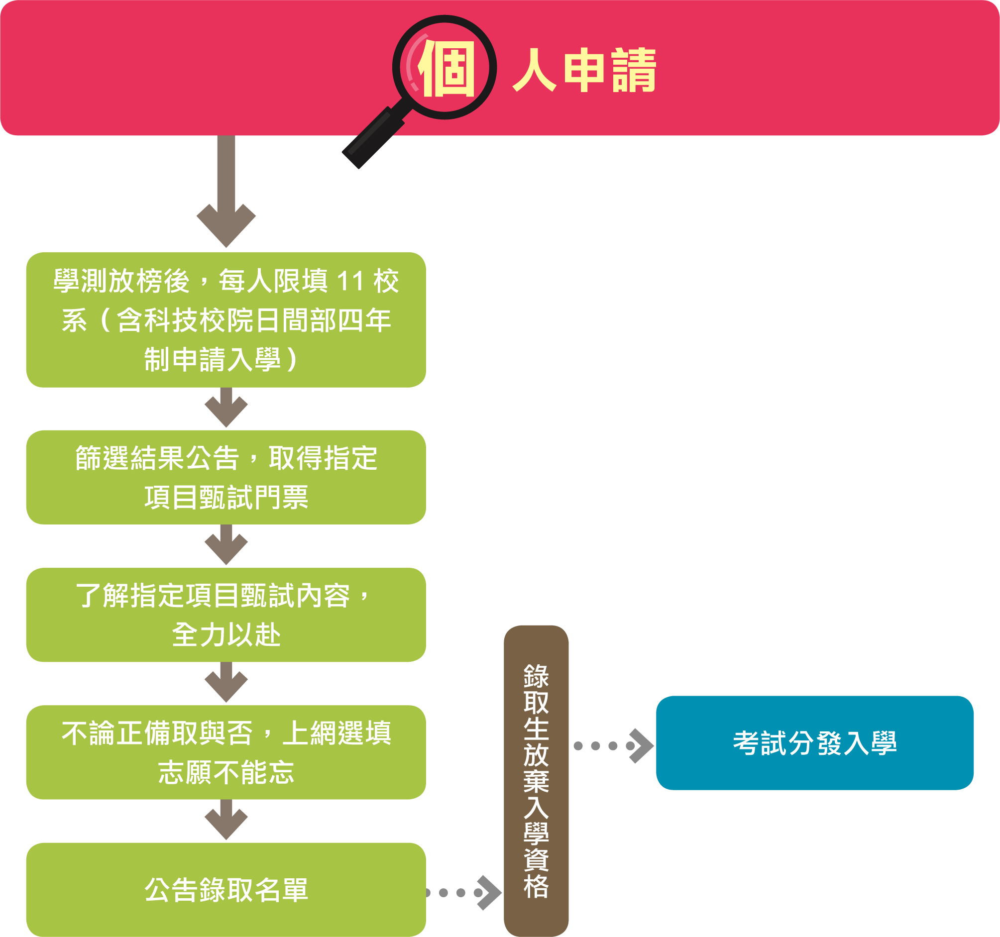 個人申請
學測放榜後，每人限填 11 校
系（含科技校院日間部四年
制申請入學）
篩選結果公告，取得指定
項目甄試門票
了解指定項目甄試內容，
全力以赴
不論正備取與否，上網選填
志願不能忘
公告錄取名單
錄取生放棄入學資格
考試分發入學